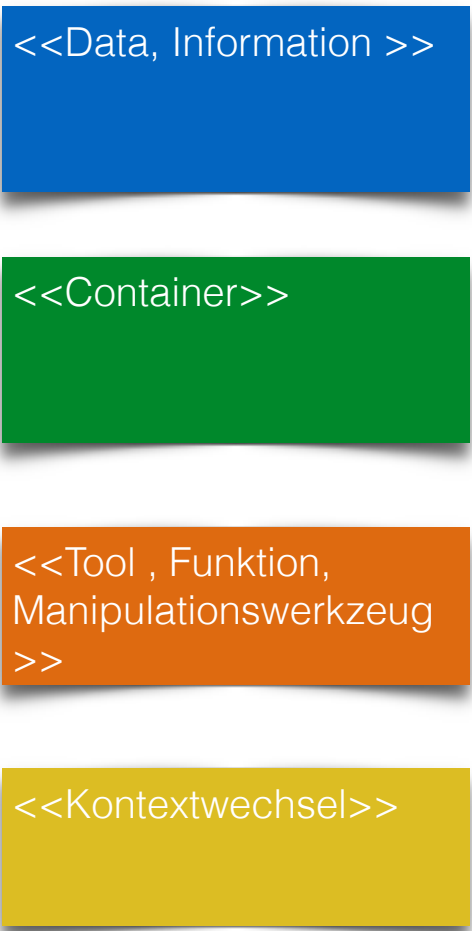 <<Data, Information >>
<<Container>>
<<Tool , Funktion,
Manipulationswerkzeug
>>
<<Kontextwechsel>>